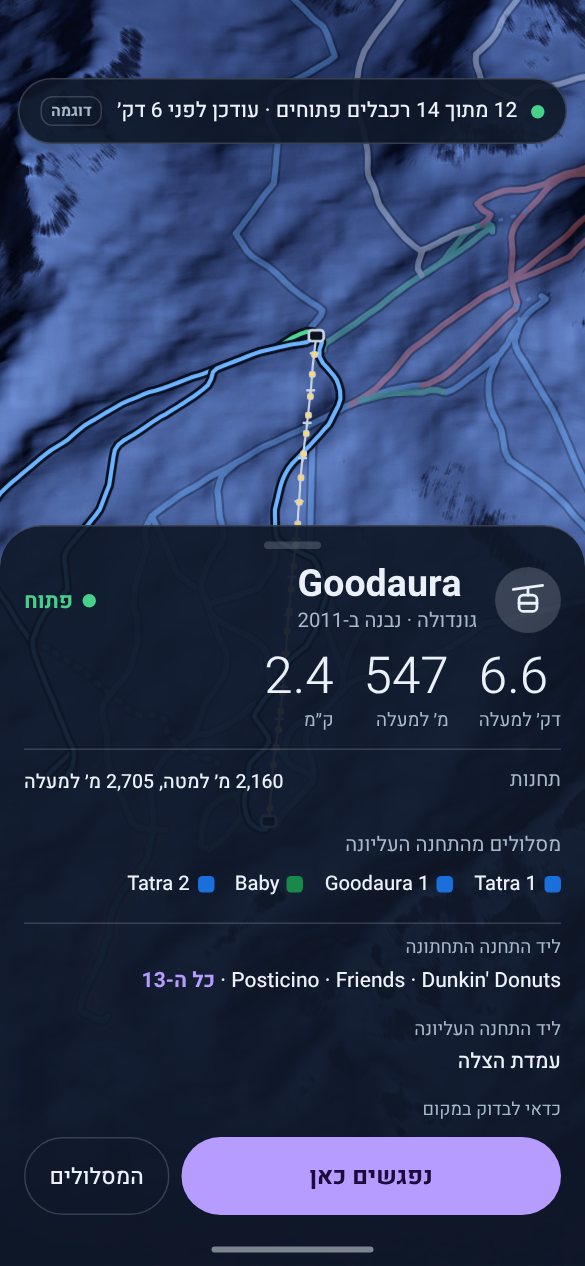 12 מתוך 14 רכבלים פתוחים · עודכן לפני 6 דק׳ דוגמה
Goodaura
גונדולה · נבנה ב-2011
פתוח
6.6 547 2.4
דק׳ למעלה מ׳ למעלה ק״מ
תחנות 2,160 מ׳ למטה, 2,705 מ׳ למעלה
מסלולים מהתחנה העליונה
Tatra 1 Goodaura 1 Baby Tatra 2
ליד התחנה התחתונה
Dunkin' Donuts · Friends · Posticino · כל ה-13
ליד התחנה העליונה
עמדת הצלה
כדאי לבדוק במקום
נפגשים כאן המסלולים